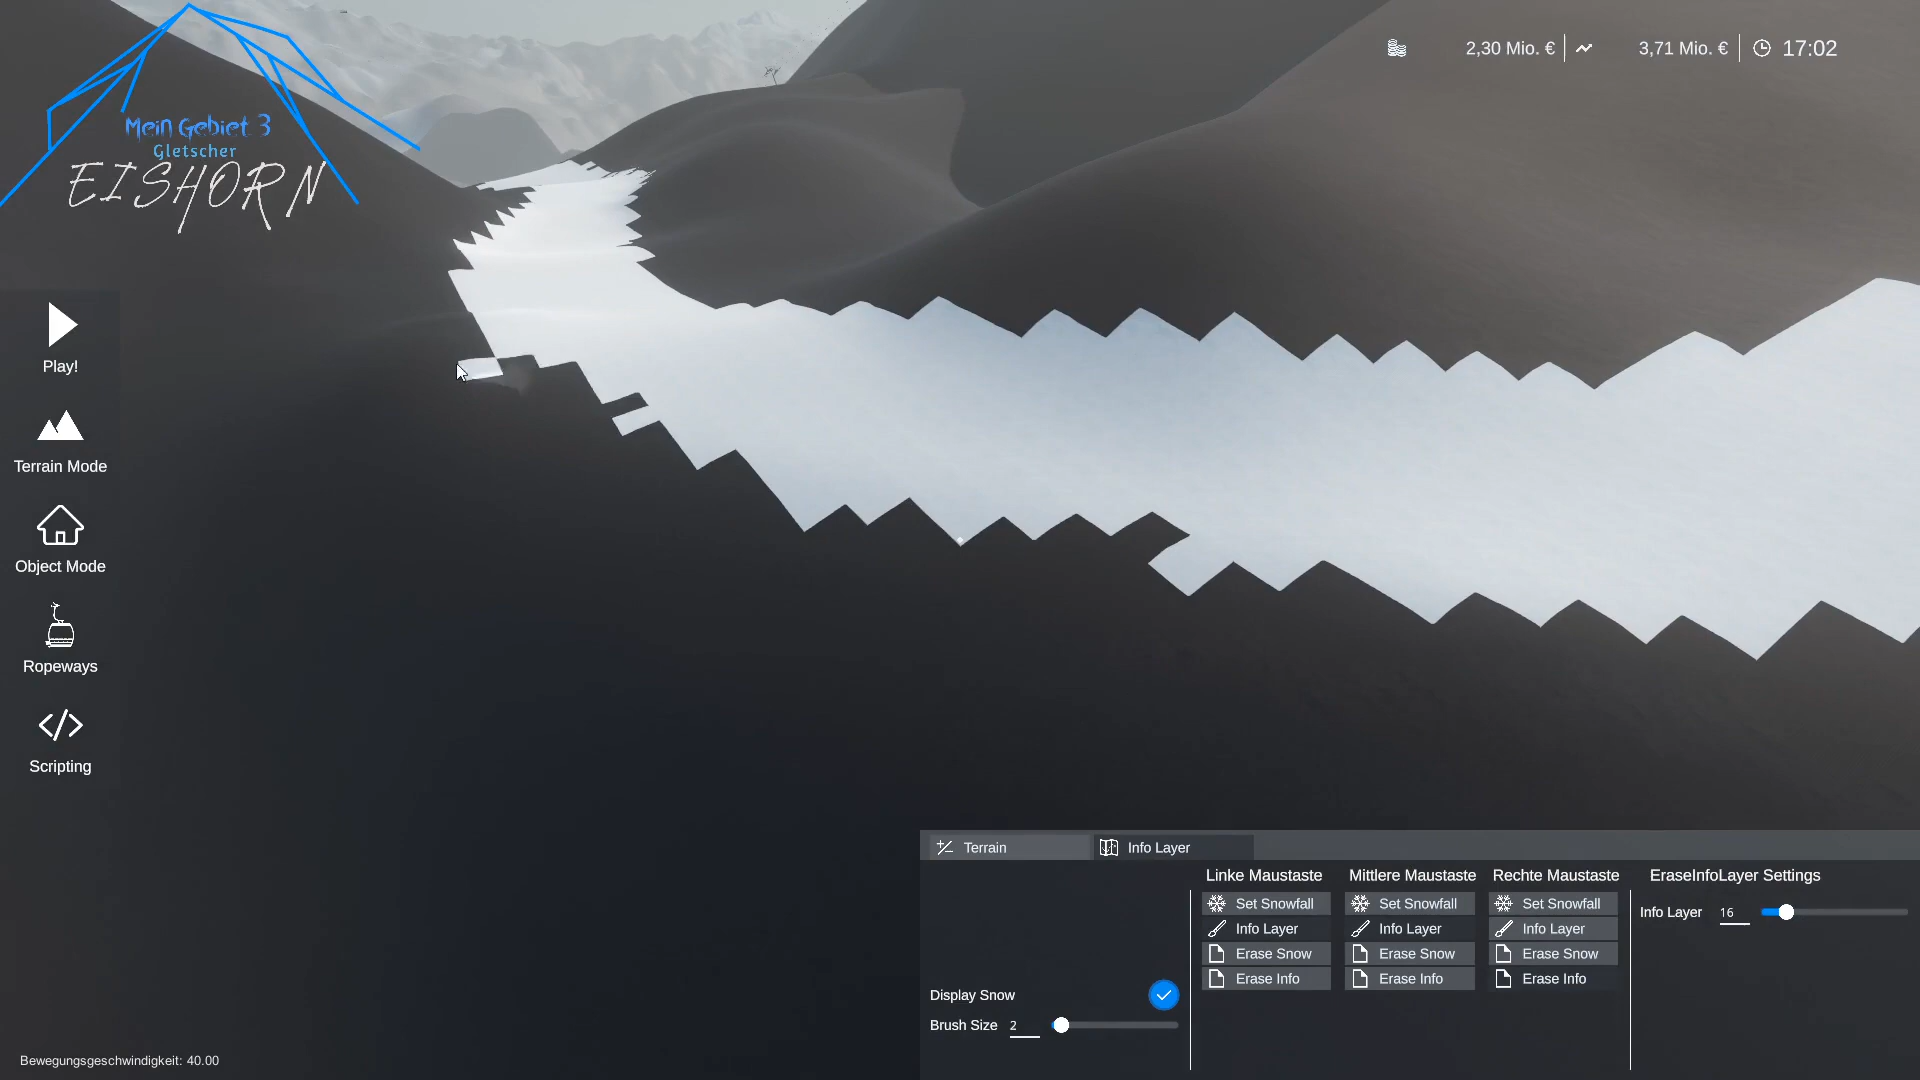 2,30 Mio. €
3,71 Mio. €
17:02
Mein Gebiet 3
Gletscher
EISHORN
Play!
Terrain Mode
Object Mode
Ropeways
Scripting
Bewegungsgeschwindigkeit: 40.00
Terrain
Info Layer
Display Snow
Brush Size 2
Linke Maustaste
Set Snowfall
Info Layer
Erase Snow
Erase Info
Mittlere Maustaste
Set Snowfall
Info Layer
Erase Snow
Erase Info
Rechte Maustaste
Set Snowfall
Info Layer
Erase Snow
Erase Info
EraseInfoLayer Settings
Info Layer 16